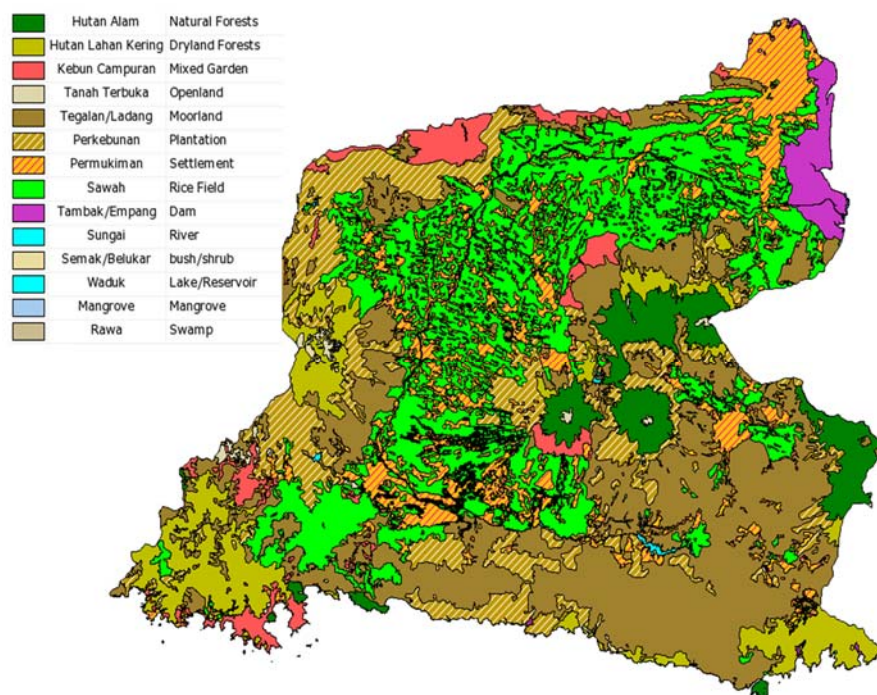 Hutan Alam Natural Forests
Hutan Lahan Kering Dryland Forests
Kebun Campuran Mixed Garden
Tanah Terbuka Openland
Tegalan/Ladang Moorland
Perkebunan Plantation
Permukiman Settlement
Sawah Rice Field
Tambak/Empang Dam
Sungai River
Semak/Belukar bush/shrub
Waduk Lake/Reservoir
Mangrove Mangrove
Rawa Swamp